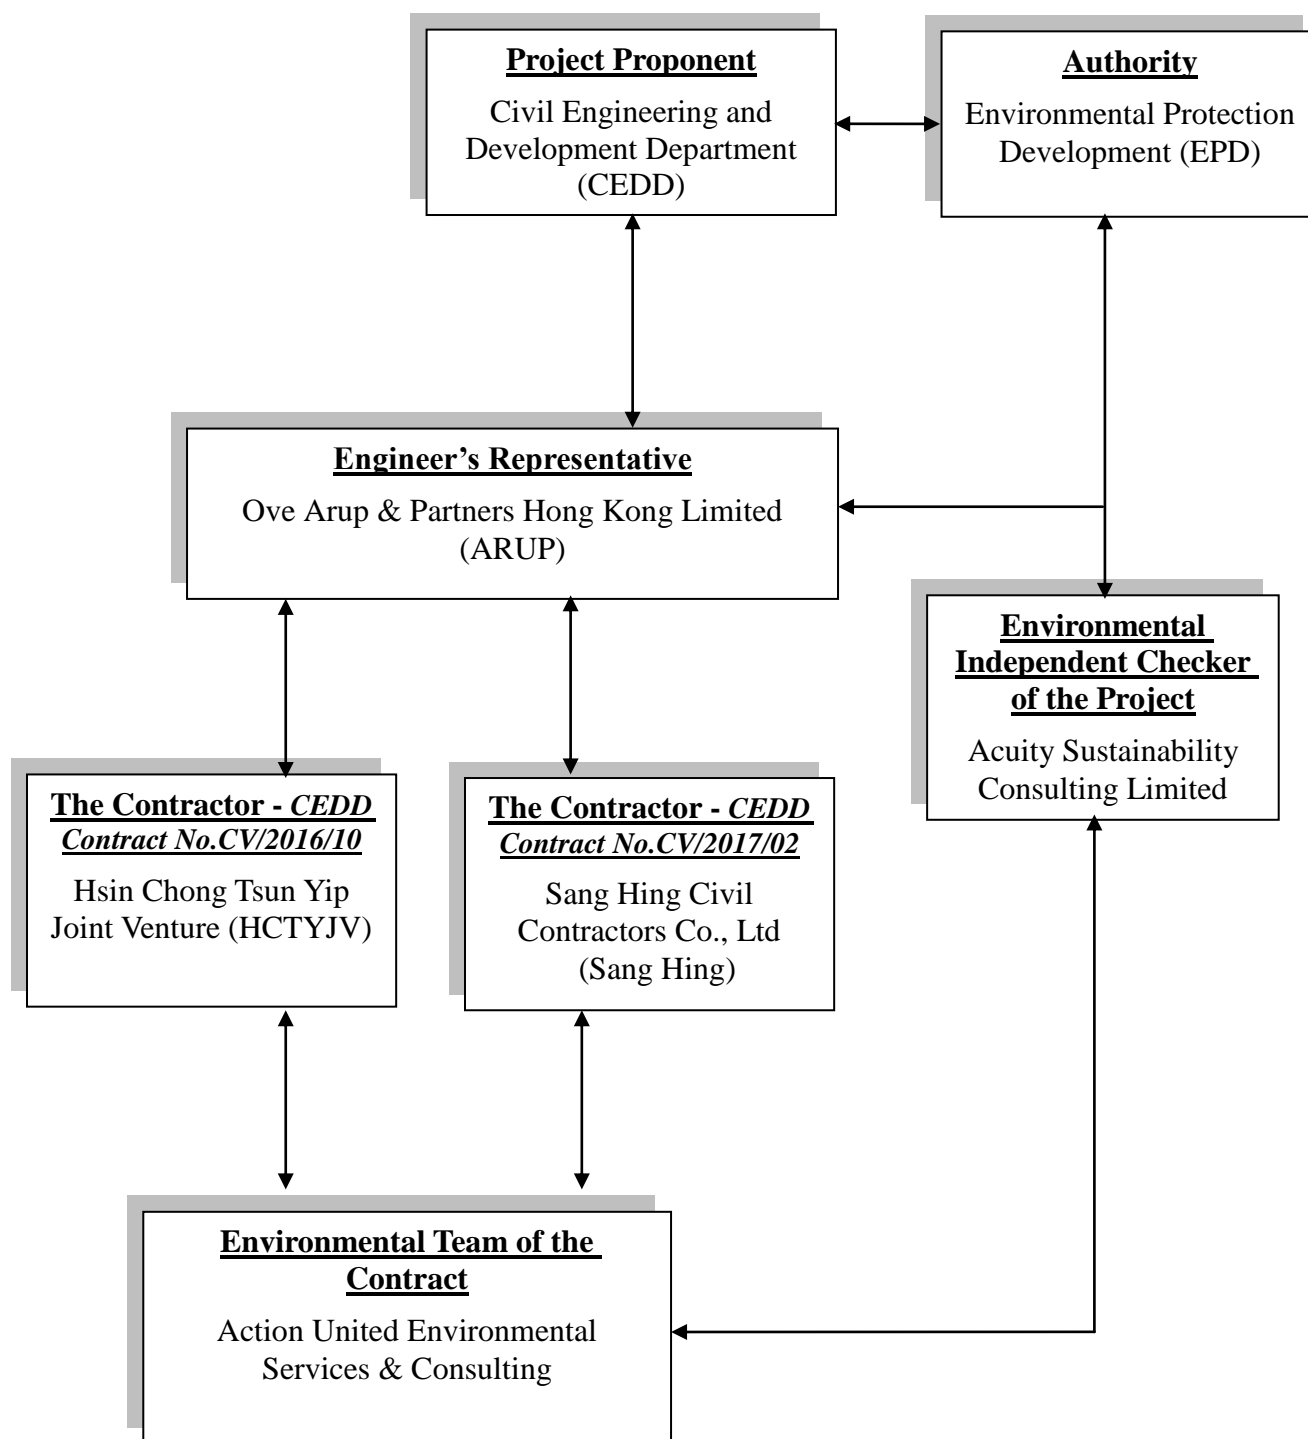 Project Proponent
Civil Engineering and
Development Department
(CEDD)
Authority
Environmental Protection
Development (EPD)
Engineer’s Representative
Ove Arup & Partners Hong Kong Limited
(ARUP)
Environmental
Independent Checker
of the Project
Acuity Sustainability
Consulting Limited
The Contractor - CEDD
Contract No.CV/2016/10
Hsin Chong Tsun Yip
Joint Venture (HCTYJV)
The Contractor - CEDD
Contract No.CV/2017/02
Sang Hing Civil
Contractors Co., Ltd
(Sang Hing)
Environmental Team of the
Contract
Action United Environmental
Services & Consulting